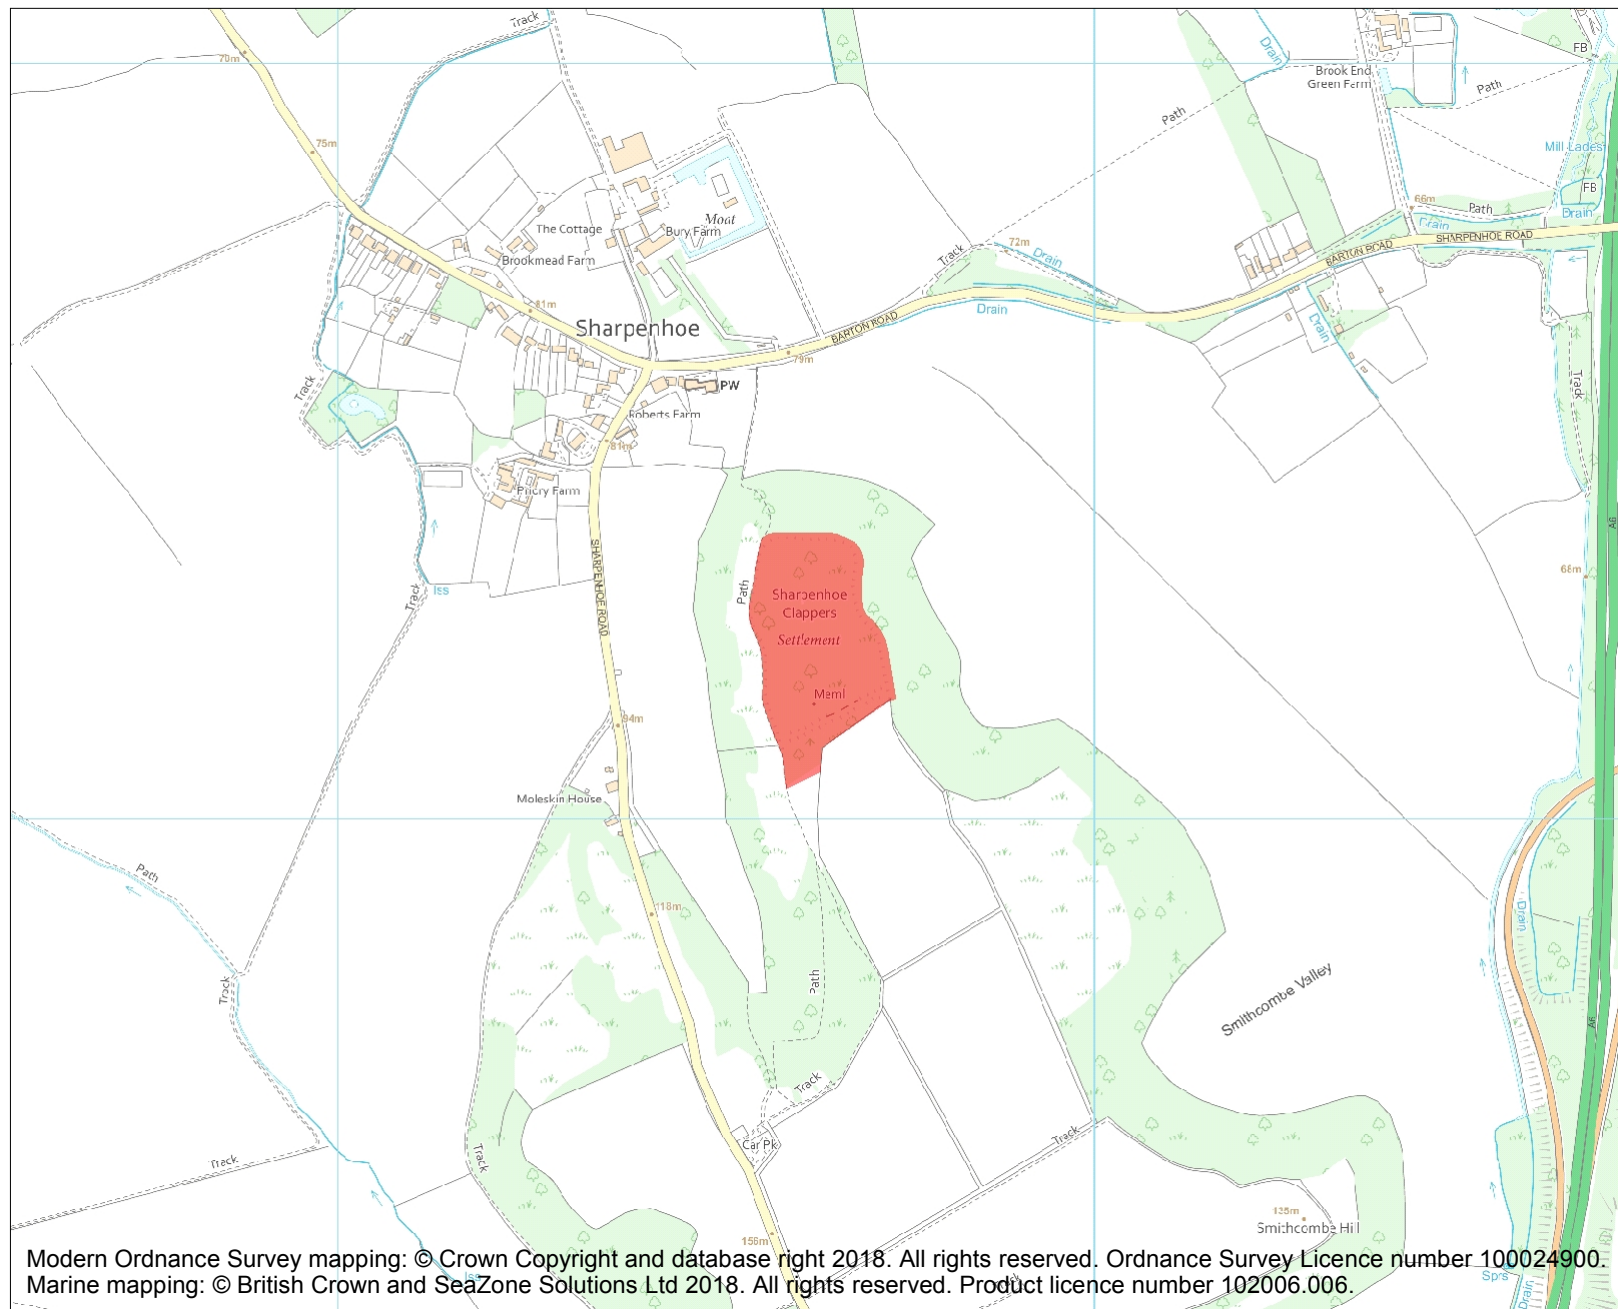 Track
70m
Drain
Brook End
Green Farm
FB
Path
Path
75m
Mill Lades
FB
66m
Path
Drain
Drain
SHARPENHOE ROAD
BARTON ROAD
The Cottage
Moat
Bury Farm
Brookmead Farm
72m
Track
Drain
81m
Sharpenhoe
Drain
BARTON ROAD
Drain
79m
Track
PW
Track
Roberts Farm
81m
Priory Farm
A6
SHARPENHOE ROAD
Path
68m
Track
Iss
Sharpenhoe
Clappers
Settlement
Meml
94m
Moleskin House
Path
118m
Drain
Track
Path
Smithcombe Valley
A6
Track
Track
Car Pk
Track
Track
135m
Smithcombe Hill
156m
Modern Ordnance Survey mapping: © Crown Copyright and database right 2018. All rights reserved. Ordnance Survey Licence number 100024900.
Marine mapping: © British Crown and SeaZone Solutions Ltd 2018. All rights reserved. Product licence number 102006.006.
Iss
Track
Sprs
Drain